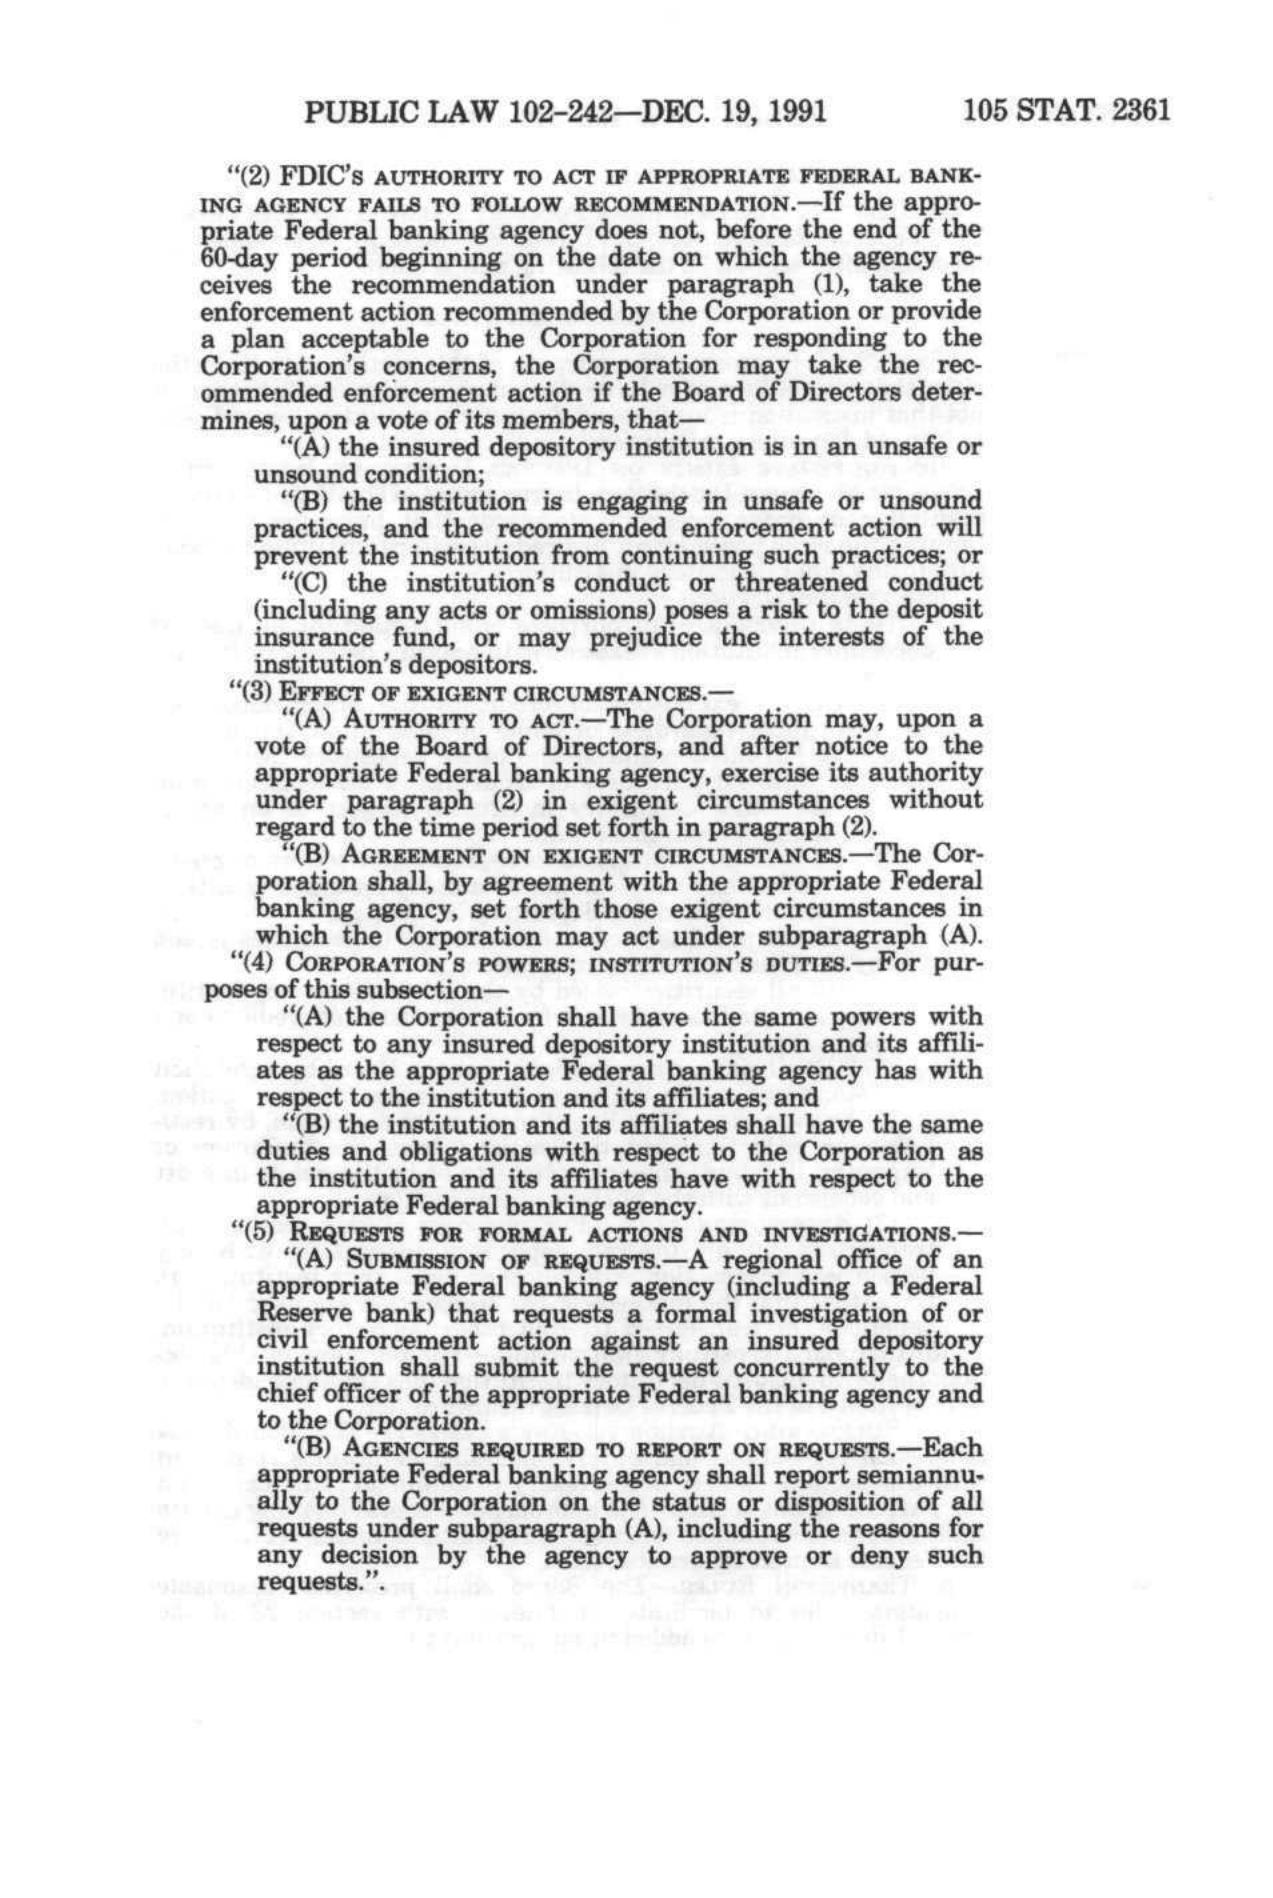 PUBLIC LAW 102–242—DEC. 19, 1991 105 STAT. 2361
“(2) FDIC’S AUTHORITY TO ACT IF APPROPRIATE FEDERAL BANK-
ING AGENCY FAILS TO FOLLOW RECOMMENDATION.—If the appro-
priate Federal banking agency does not, before the end of the
60-day period beginning on the date on which the agency re-
ceives the recommendation under paragraph (1), take the
enforcement action recommended by the Corporation or provide
a plan acceptable to the Corporation for responding to the
Corporation’s concerns, the Corporation may take the rec-
ommended enforcement action if the Board of Directors deter-
mines, upon a vote of its members, that—
“(A) the insured depository institution is in an unsafe or
unsound condition;
“(B) the institution is engaging in unsafe or unsound
practices, and the recommended enforcement action will
prevent the institution from continuing such practices; or
“(C) the institution’s conduct or threatened conduct
(including any acts or omissions) poses a risk to the deposit
insurance fund, or may prejudice the interests of the
institution’s depositors.
“(3) EFFECT OF EXIGENT CIRCUMSTANCES.—
“(A) AUTHORITY TO ACT.—The Corporation may, upon a
vote of the Board of Directors, and after notice to the
appropriate Federal banking agency, exercise its authority
under paragraph (2) in exigent circumstances without
regard to the time period set forth in paragraph (2).
“(B) AGREEMENT ON EXIGENT CIRCUMSTANCES.—The Cor-
poration shall, by agreement with the appropriate Federal
banking agency, set forth those exigent circumstances in
which the Corporation may act under subparagraph (A).
“(4) CORPORATION’S POWERS; INSTITUTION’S DUTIES.—For pur-
poses of this subsection—
“(A) the Corporation shall have the same powers with
respect to any insured depository institution and its affili-
ates as the appropriate Federal banking agency has with
respect to the institution and its affiliates; and
“(B) the institution and its affiliates shall have the same
duties and obligations with respect to the Corporation as
the institution and its affiliates have with respect to the
appropriate Federal banking agency.
“(5) REQUESTS FOR FORMAL ACTIONS AND INVESTIGATIONS.—
“(A) SUBMISSION OF REQUESTS.—A regional office of an
appropriate Federal banking agency (including a Federal
Reserve bank) that requests a formal investigation of or
civil enforcement action against an insured depository
institution shall submit the request concurrently to the
chief officer of the appropriate Federal banking agency and
to the Corporation.
“(B) AGENCIES REQUIRED TO REPORT ON REQUESTS.—Each
appropriate Federal banking agency shall report semiannu-
ally to the Corporation on the status or disposition of all
requests under subparagraph (A), including the reasons for
any decision by the agency to approve or deny such
requests.”.